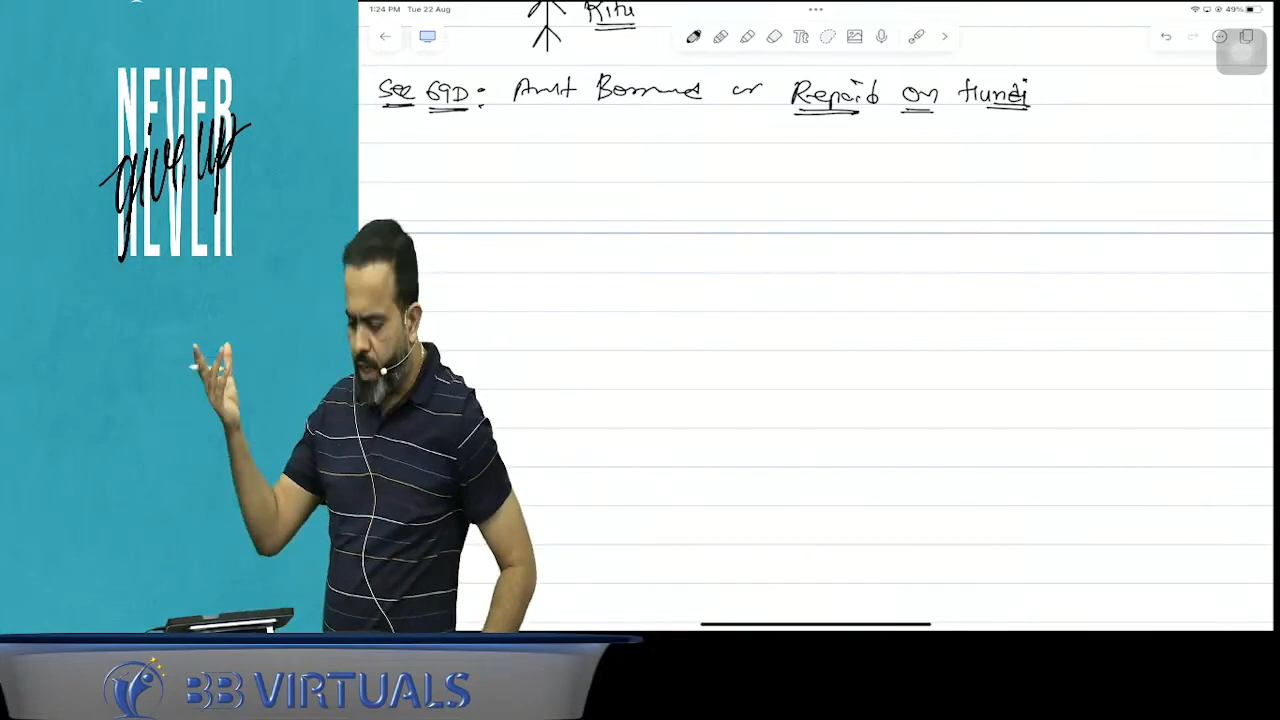 1:24 PM Tue 22 Aug
49%
Ritu
NEVER
give up
NEVER
Sec 69D: Amt Borrowed or Repaid on Hundi
BB VIRTUALS